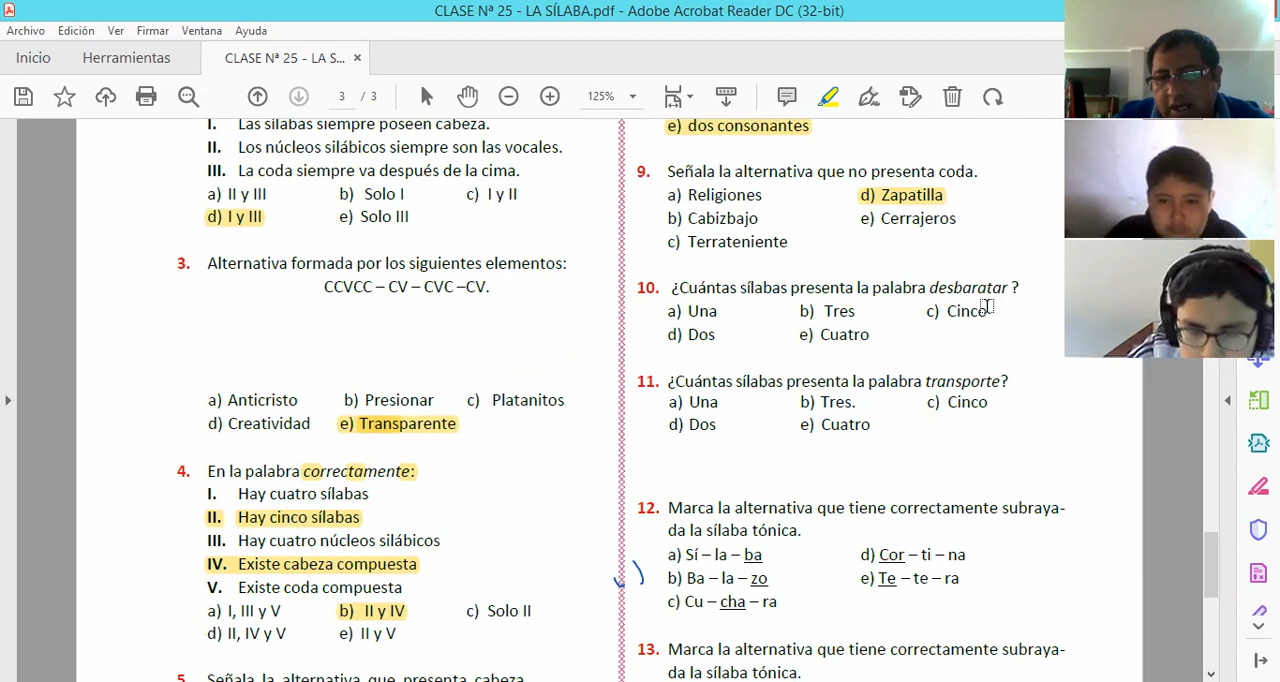 CLASE Nª 25 - LA SÍLABA.pdf - Adobe Acrobat Reader DC (32-bit)
Archivo Edición Ver Firmar Ventana Ayuda
Inicio Herramientas CLASE Nª 25 - LA S... ×
3 / 3 125%
I. Las sílabas siempre poseen cabeza.
II. Los núcleos silábicos siempre son las vocales.
III. La coda siempre va después de la cima.
a) II y III b) Solo I c) I y II
d) I y III e) Solo III
3. Alternativa formada por los siguientes elementos:
CCVCC – CV – CVC –CV.
a) Anticristo b) Presionar c) Platanitos
d) Creatividad e) Transparente
4. En la palabra correctamente:
I. Hay cuatro sílabas
II. Hay cinco sílabas
III. Hay cuatro núcleos silábicos
IV. Existe cabeza compuesta
V. Existe coda compuesta
a) I, III y V b) II y IV c) Solo II
d) II, IV y V e) II y V
5. Señala la alternativa que presenta cabeza
e) dos consonantes
9. Señala la alternativa que no presenta coda.
a) Religiones d) Zapatilla
b) Cabizbajo e) Cerrajeros
c) Terrateniente
10. ¿Cuántas sílabas presenta la palabra desbaratar ?
a) Una b) Tres c) Cinco
d) Dos e) Cuatro
11. ¿Cuántas sílabas presenta la palabra transporte?
a) Una b) Tres. c) Cinco
d) Dos e) Cuatro
12. Marca la alternativa que tiene correctamente subraya-
da la sílaba tónica.
a) Sí – la – ba d) Cor – ti – na
b) Ba – la – zo e) Te – te – ra
c) Cu – cha – ra
13. Marca la alternativa que tiene correctamente subraya-
da la sílaba tónica.